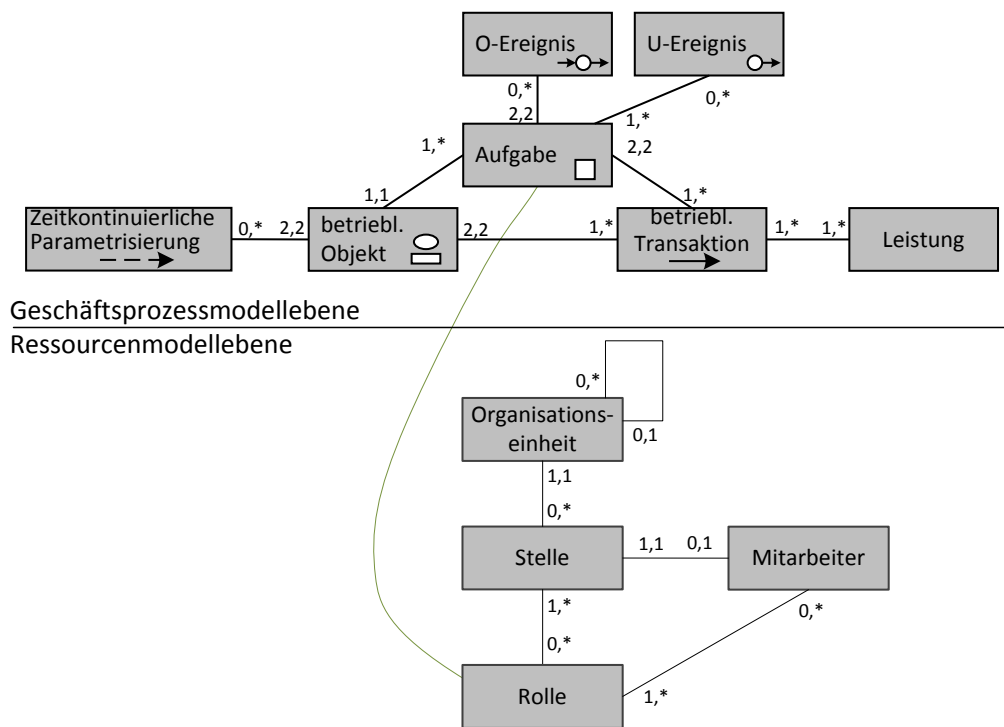 O-Ereignis
U-Ereignis
0,*
0,*
2,2
1,*
1,*
Aufgabe
2,2
1,1
1,*
Zeitkontinuierliche
Parametrisierung
0,*
2,2
betriebl.
Objekt
2,2
1,*
betriebl.
Transaktion
1,*
1,*
Leistung
Geschäftsprozessmodellebene
Ressourcenmodellebene
0,*
Organisations-
einheit
0,1
1,1
0,*
Stelle
1,1
0,1
Mitarbeiter
1,*
0,*
0,*
Rolle
1,*